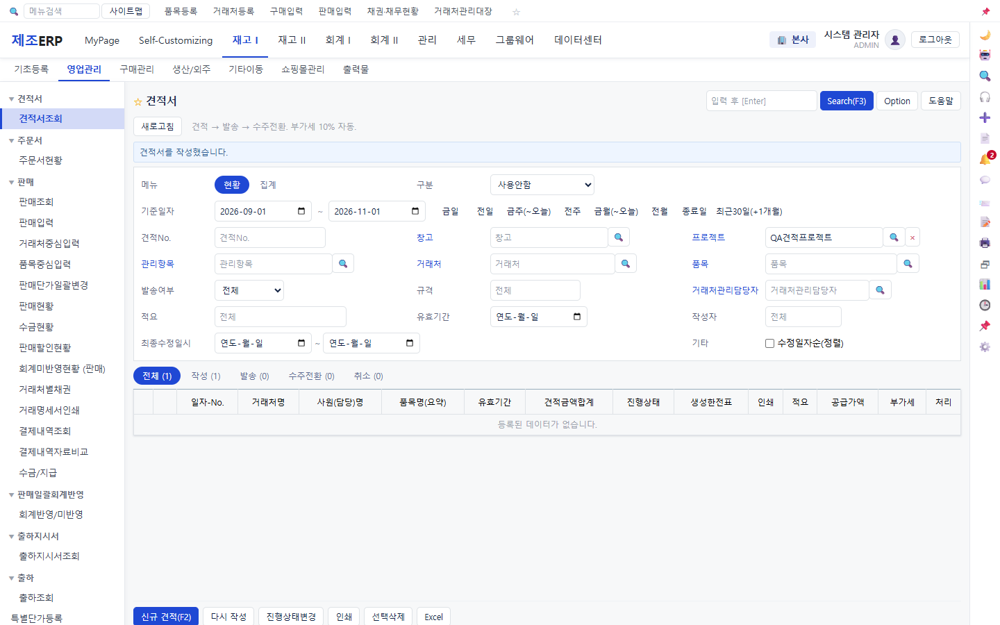 메뉴검색 사이트맵 품목등록 거래처등록 구매입력 판매입력 채권·채무현황 거래처관리대장 ☆
제조ERP MyPage Self-Customizing 재고 I 재고 II 회계 I 회계 II 관리 세무 그룹웨어 데이터센터 본사 시스템 관리자 ADMIN 로그아웃
기초등록 영업관리 구매관리 생산/외주 기타이동 쇼핑몰관리 출력물
▼ 견적서
견적서조회
▼ 주문서
주문서현황
▼ 판매
판매조회
판매입력
거래처중심입력
품목중심입력
판매단가일괄변경
판매현황
수금현황
판매할인현황
회계미반영현황 (판매)
거래처별채권
거래명세서인쇄
결제내역조회
결제내역자료비교
수금/지급
▼ 판매일괄회계반영
회계반영/미반영
▼ 출하지시서
출하지시서조회
▼ 출하
출하조회
특별단가등록
☆ 견적서 입력 후 [Enter] Search(F3) Option 도움말
새로고침 견적 → 발송 → 수주전환. 부가세 10% 자동.
견적서를 작성했습니다.
메뉴 현황 집계 구분 사용안함
기준일자 2026-09-01 ~ 2026-11-01 금일 전일 금주(~오늘) 전주 금월(~오늘) 전월 종료일 최근30일(+1개월)
견적No. 견적No. 창고 창고 프로젝트 QA견적프로젝트 ×
관리항목 관리항목 거래처 거래처 품목 품목
발송여부 전체 규격 전체 거래처관리담당자 거래처관리담당자
적요 전체 유효기간 연도-월-일 작성자 전체
최종수정일시 연도-월-일 ~ 연도-월-일 기타 수정일자순(정렬)
전체 (1) 작성 (1) 발송 (0) 수주전환 (0) 취소 (0)
일자-No. 거래처명 사원(담당)명 품목명(요약) 유효기간 견적금액합계 진행상태 생성한전표 인쇄 적요 공급가액 부가세 처리
등록된 데이터가 없습니다.
신규 견적(F2) 다시 작성 진행상태변경 인쇄 선택삭제 Excel
2